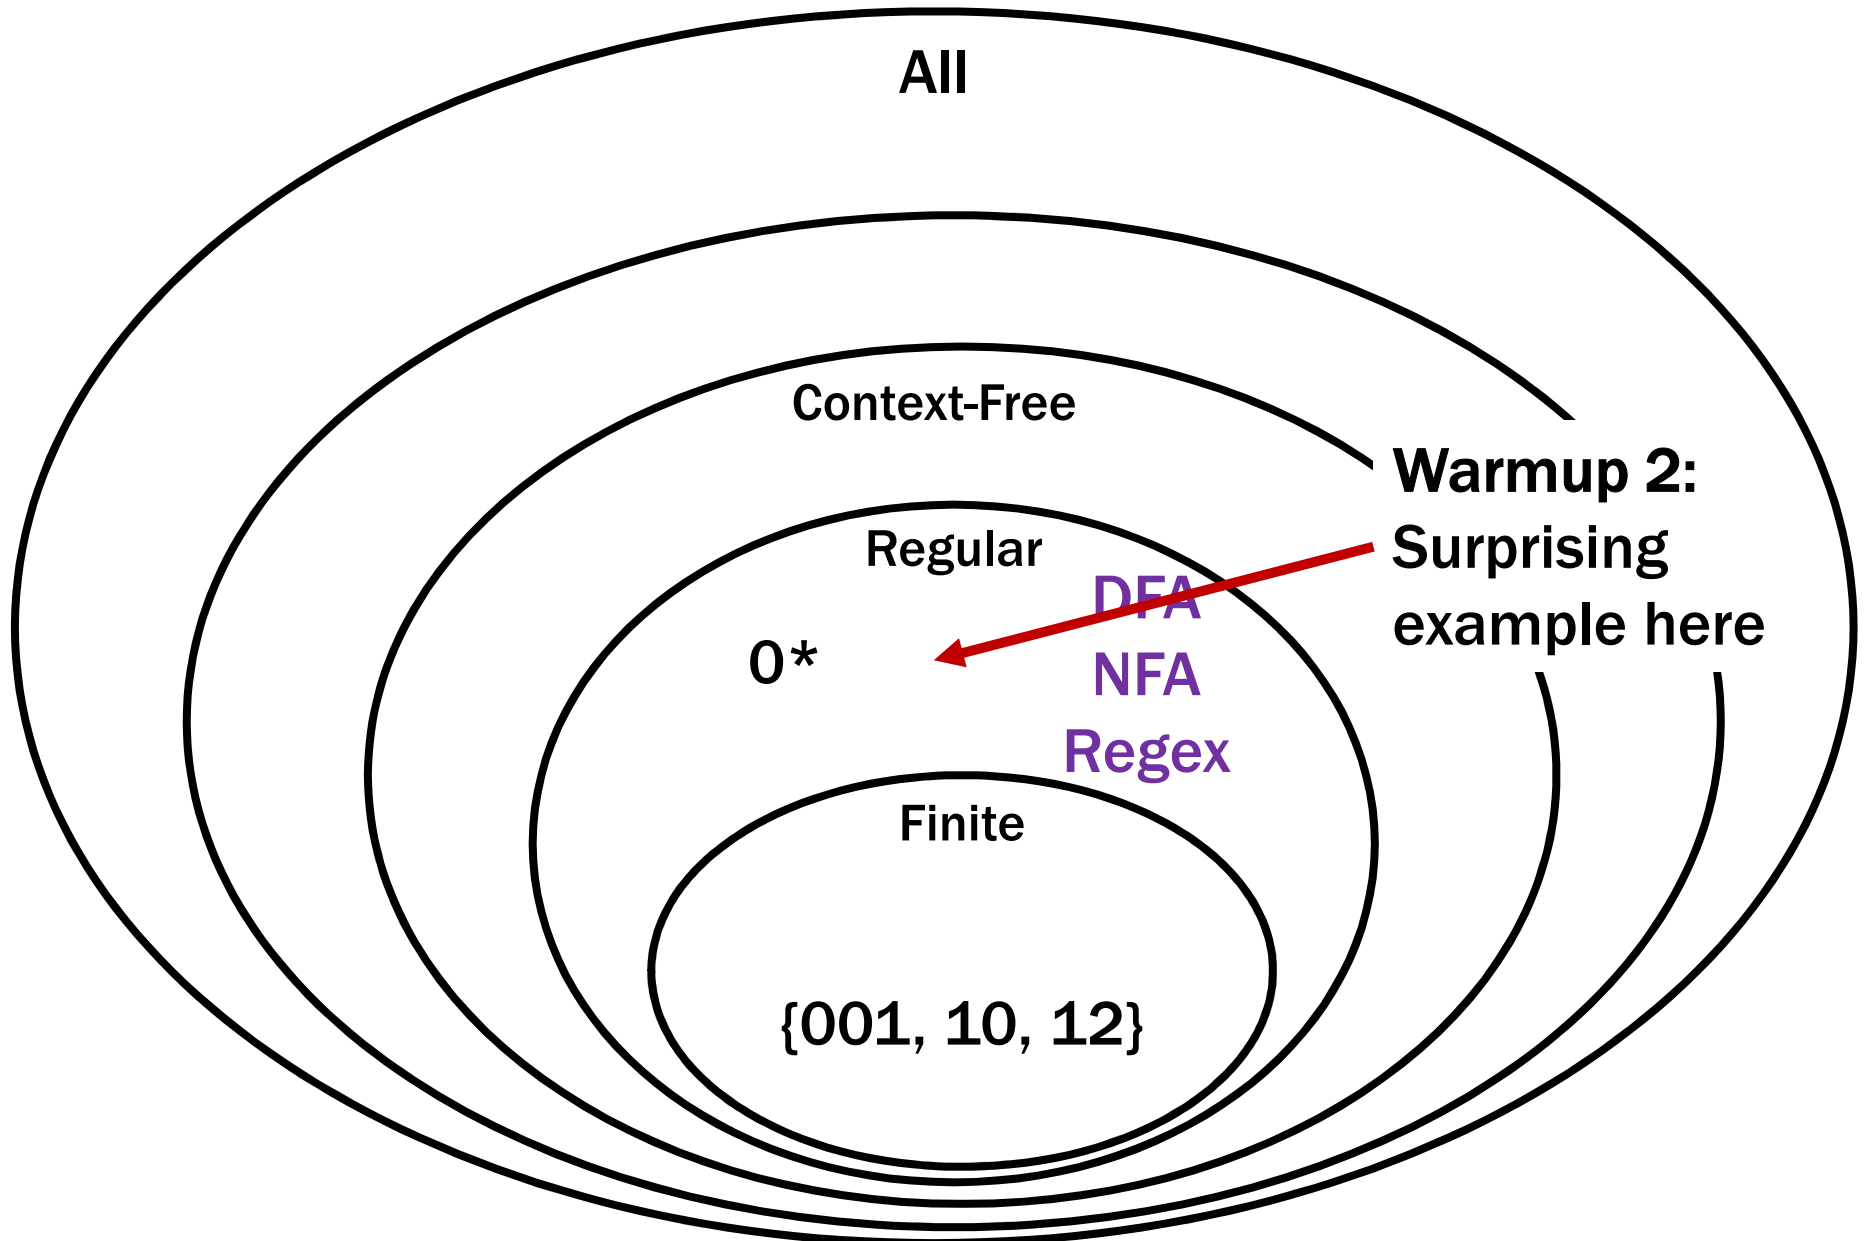 All
Context-Free
Warmup 2:
Surprising
example here
Regular
DFA
0*
NFA
Regex
Finite
{001, 10, 12}